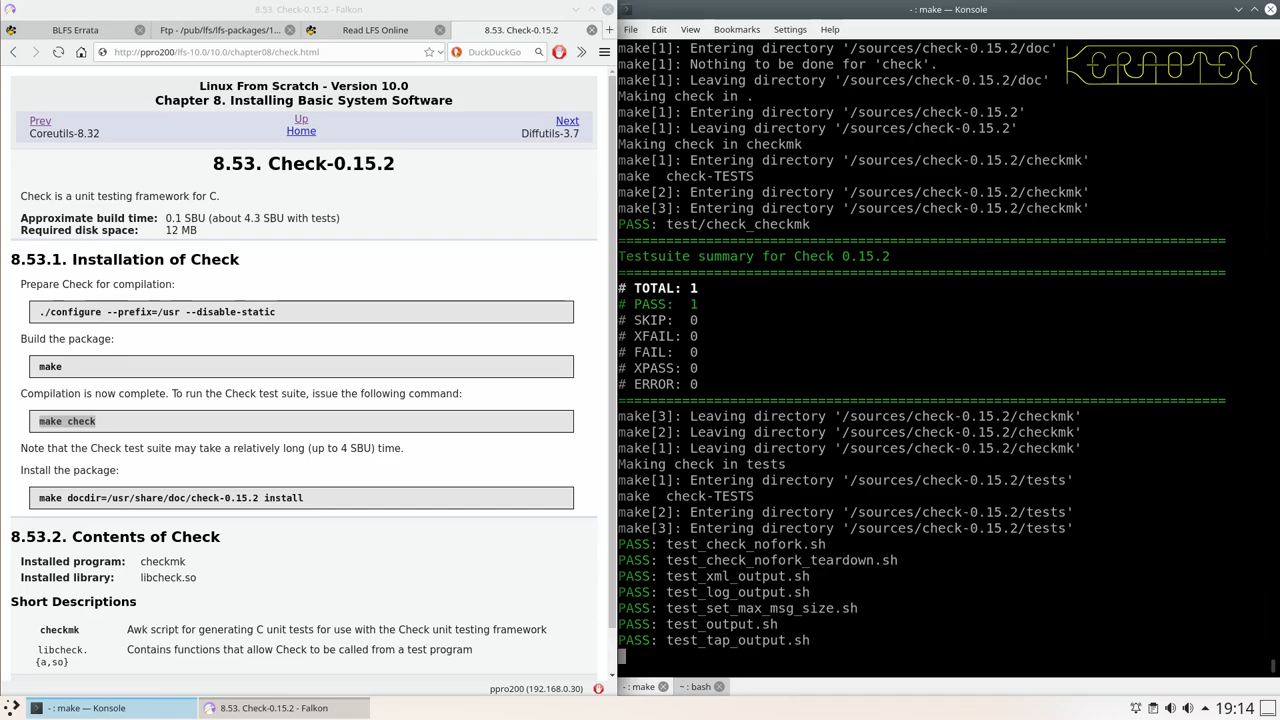 8.53. Check-0.15.2 - Falkon
BLFS Errata
Ftp - /pub/lfs/lfs-packages/1...
Read LFS Online
8.53. Check-0.15.2
http://ppro200/lfs-10.0/10.0/chapter08/check.html
DuckDuckGo
Linux From Scratch - Version 10.0
Chapter 8. Installing Basic System Software
Prev
Up
Next
Coreutils-8.32
Home
Diffutils-3.7
8.53. Check-0.15.2
Check is a unit testing framework for C.
Approximate build time: 0.1 SBU (about 4.3 SBU with tests)
Required disk space: 12 MB
8.53.1. Installation of Check
Prepare Check for compilation:
./configure --prefix=/usr --disable-static
Build the package:
make
Compilation is now complete. To run the Check test suite, issue the following command:
make check
Note that the Check test suite may take a relatively long (up to 4 SBU) time.
Install the package:
make docdir=/usr/share/doc/check-0.15.2 install
8.53.2. Contents of Check
Installed program: checkmk
Installed library: libcheck.so
Short Descriptions
checkmk Awk script for generating C unit tests for use with the Check unit testing framework
libcheck. Contains functions that allow Check to be called from a test program
{a,so}
ppro200 (192.168.0.30)
- : make — Konsole
File Edit View Bookmarks Settings Help
make[1]: Entering directory '/sources/check-0.15.2/doc'
make[1]: Nothing to be done for 'check'.
make[1]: Leaving directory '/sources/check-0.15.2/doc'
Making check in .
make[1]: Entering directory '/sources/check-0.15.2'
make[1]: Leaving directory '/sources/check-0.15.2'
Making check in checkmk
make[1]: Entering directory '/sources/check-0.15.2/checkmk'
make  check-TESTS
make[2]: Entering directory '/sources/check-0.15.2/checkmk'
make[3]: Entering directory '/sources/check-0.15.2/checkmk'
PASS: test/check_checkmk
============================================================================
Testsuite summary for Check 0.15.2
============================================================================
# TOTAL: 1
# PASS:  1
# SKIP:  0
# XFAIL: 0
# FAIL:  0
# XPASS: 0
# ERROR: 0
============================================================================
make[3]: Leaving directory '/sources/check-0.15.2/checkmk'
make[2]: Leaving directory '/sources/check-0.15.2/checkmk'
make[1]: Leaving directory '/sources/check-0.15.2/checkmk'
Making check in tests
make[1]: Entering directory '/sources/check-0.15.2/tests'
make  check-TESTS
make[2]: Entering directory '/sources/check-0.15.2/tests'
make[3]: Entering directory '/sources/check-0.15.2/tests'
PASS: test_check_nofork.sh
PASS: test_check_nofork_teardown.sh
PASS: test_xml_output.sh
PASS: test_log_output.sh
PASS: test_set_max_msg_size.sh
PASS: test_output.sh
PASS: test_tap_output.sh
- : make
~ : bash
- : make — Konsole
8.53. Check-0.15.2 - Falkon
19:14